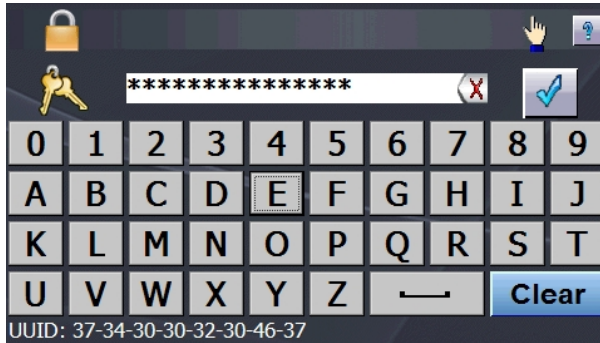 ?
*************** X
0 1 2 3 4 5 6 7 8 9
A B C D E F G H I J
K L M N O P Q R S T
U V W X Y Z Clear
UUID: 37-34-30-30-32-30-46-37